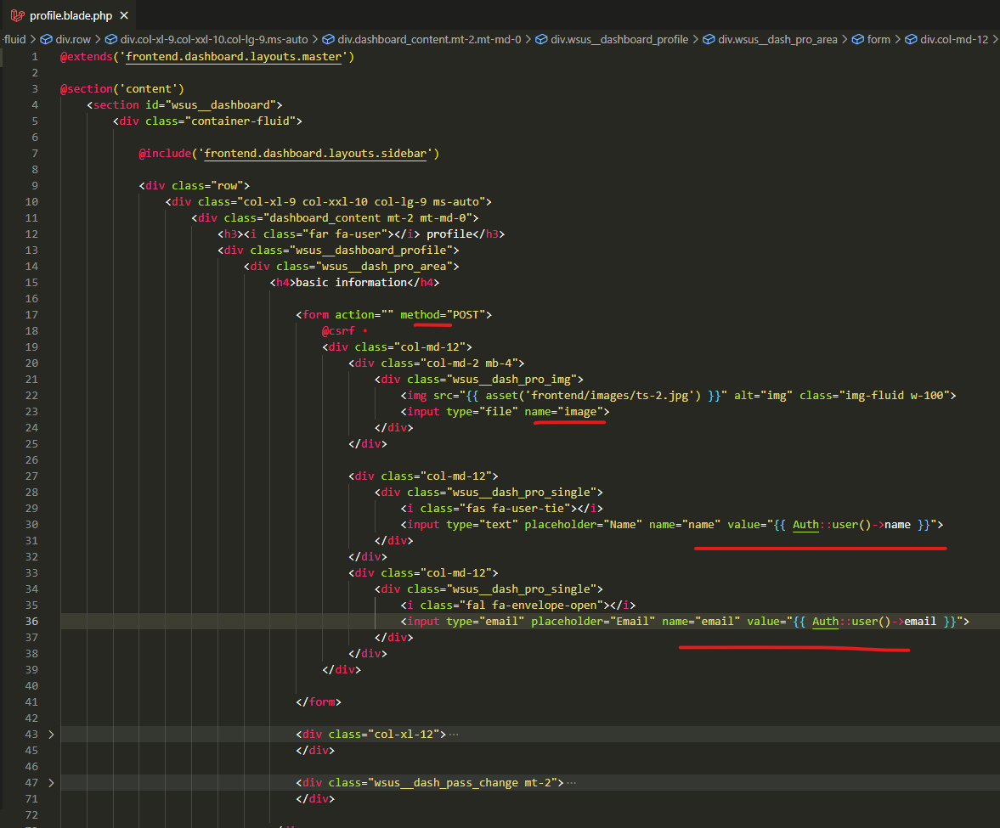 profile.blade.php ×
-fluid > div.row > div.col-xl-9.col-xxl-10.col-lg-9.ms-auto > div.dashboard_content.mt-2.mt-md-0 > div.wsus__dashboard_profile > div.wsus__dash_pro_area > form > div.col-md-12 >
1 @extends('frontend.dashboard.layouts.master')
2
3 @section('content')
4 <section id="wsus__dashboard">
5 <div class="container-fluid">
6
7 @include('frontend.dashboard.layouts.sidebar')
8
9 <div class="row">
10 <div class="col-xl-9 col-xxl-10 col-lg-9 ms-auto">
11 <div class="dashboard_content mt-2 mt-md-0">
12 <h3><i class="far fa-user"></i> profile</h3>
13 <div class="wsus__dashboard_profile">
14 <div class="wsus__dash_pro_area">
15 <h4>basic information</h4>
16
17 <form action="" method="POST">
18 @csrf
19 <div class="col-md-12">
20 <div class="col-md-2 mb-4">
21 <div class="wsus__dash_pro_img">
22 <img src="{{ asset('frontend/images/ts-2.jpg') }}" alt="img" class="img-fluid w-100">
23 <input type="file" name="image">
24 </div>
25 </div>
26
27 <div class="col-md-12">
28 <div class="wsus__dash_pro_single">
29 <i class="fas fa-user-tie"></i>
30 <input type="text" placeholder="Name" name="name" value="{{ Auth::user()->name }}">
31 </div>
32 </div>
33 <div class="col-md-12">
34 <div class="wsus__dash_pro_single">
35 <i class="fal fa-envelope-open"></i>
36 <input type="email" placeholder="Email" name="email" value="{{ Auth::user()->email }}">
37 </div>
38 </div>
39 </div>
40
41 </form>
42
43 <div class="col-xl-12">···
45 </div>
46
47 <div class="wsus__dash_pass_change mt-2">···
71 </div>
72